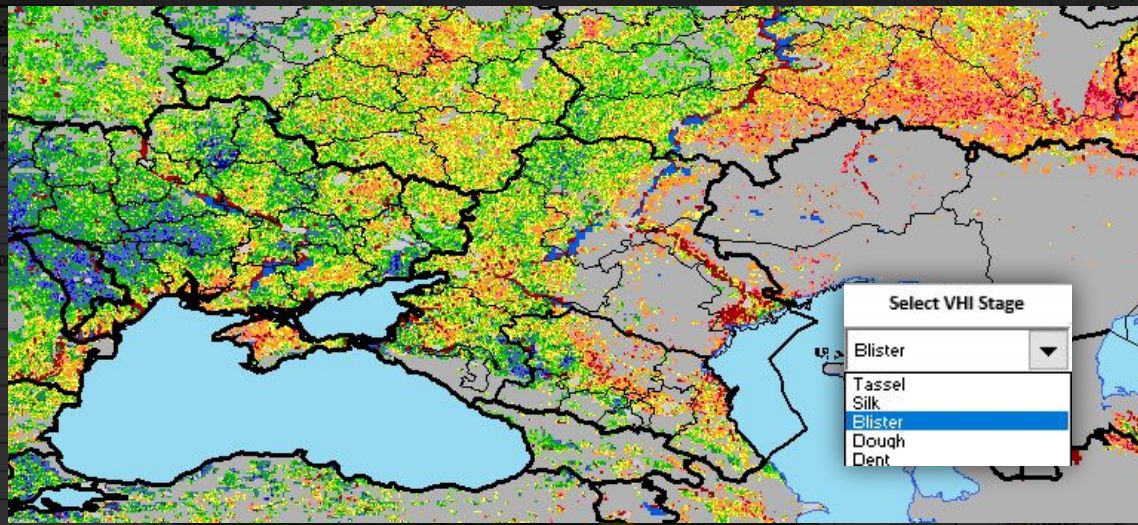 Select VHI Stage
Blister
Tassel
Silk
Blister
Dough
Dent